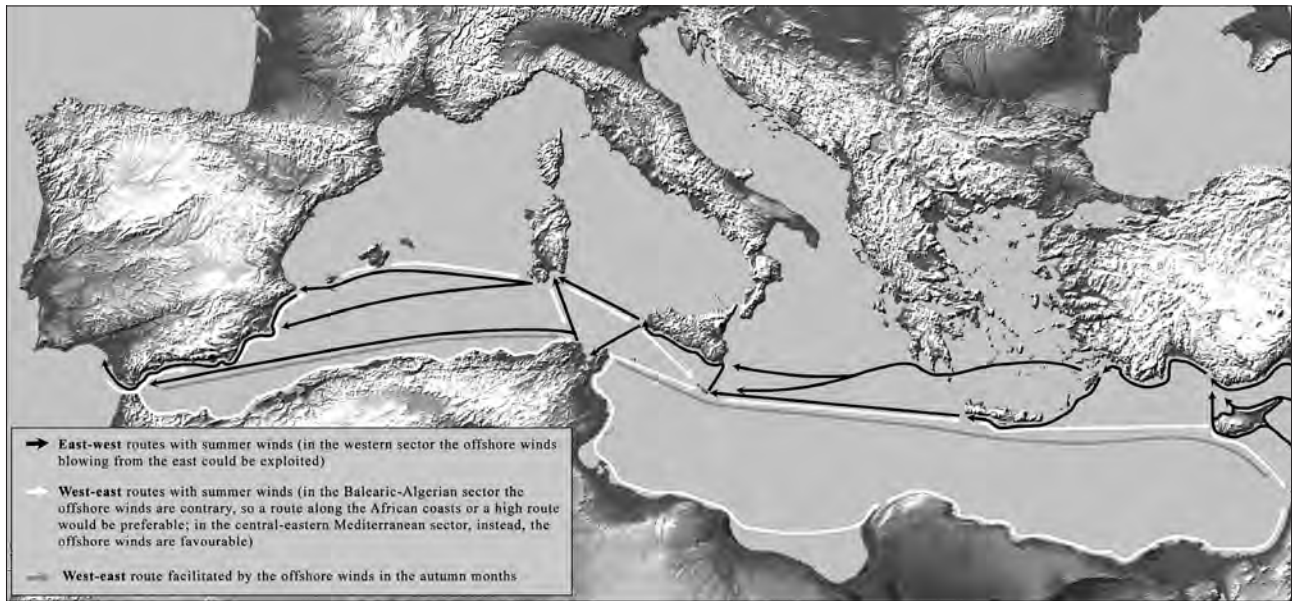 East-west routes with summer winds (in the western sector the offshore winds
blowing from the east could be exploited)
West-east routes with summer winds (in the Balearic-Algerian sector the
offshore winds are contrary, so a route along the African coasts or a high route
would be preferable; in the central-eastern Mediterranean sector, instead, the
offshore winds are favourable)
West-east route facilitated by the offshore winds in the autumn months